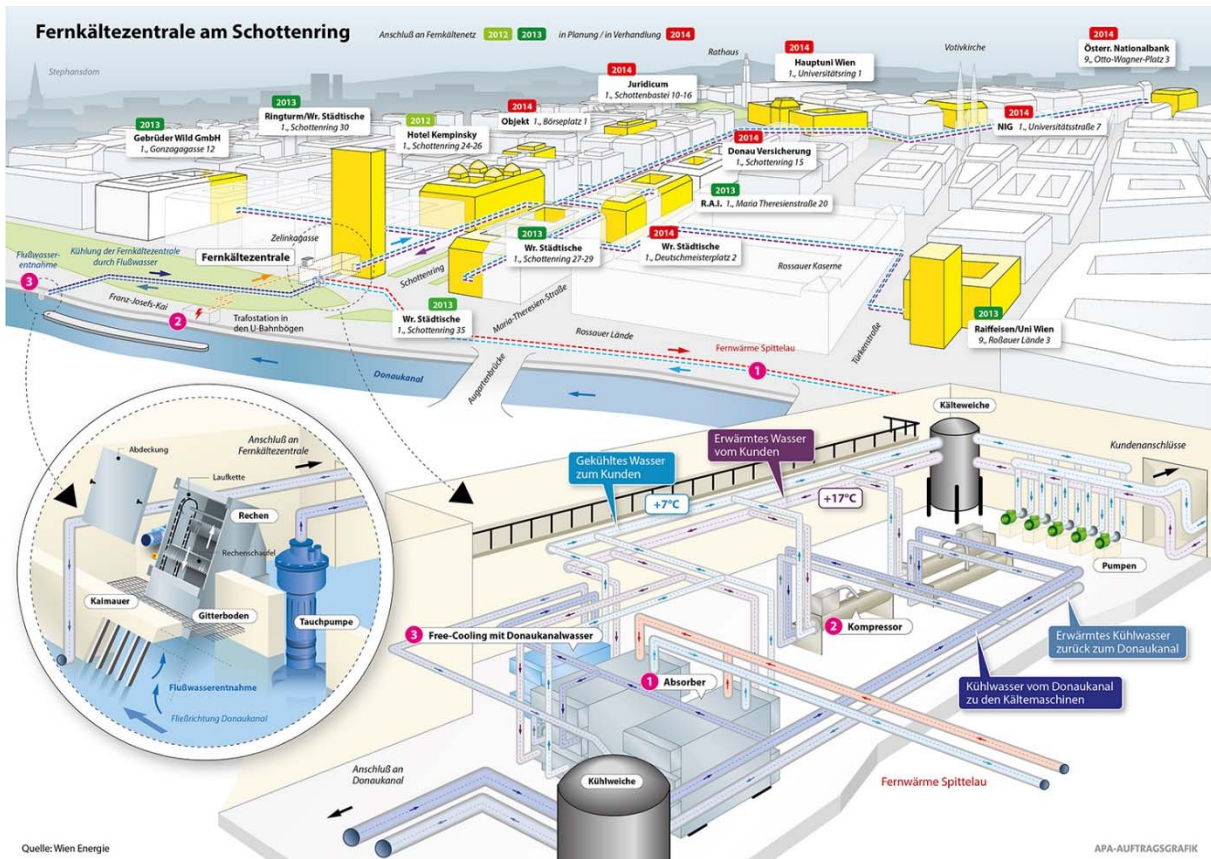 Fernkältezentrale am Schottenring
Anschluß an Fernkältenetz 2012 2013 in Planung / in Verhandlung 2014
Stephansdom
Rathaus
Votivkirche
2014
Österr. Nationalbank
9., Otto-Wagner-Platz 3
2014
Hauptuni Wien
1., Universitätsring 1
2014
Juridicum
1., Schottenbastei 10-16
2013
Ringturm/Wr. Städtische
1., Schottenring 30
2014
Objekt 1., Börseplatz 1
2012
Hotel Kempinsky
1., Schottenring 24-26
2013
Gebrüder Wild GmbH
1., Gonzagagasse 12
2014
NIG 1., Universitätsstraße 7
2014
Donau Versicherung
1., Schottenring 15
2013
R.A.I. 1., Maria Theresienstraße 20
2013
Wr. Städtische
1., Schottenring 27-29
2014
Wr. Städtische
1., Deutschmeisterplatz 2
Zelinkagasse
Fernkältezentrale
Schottenring
Rossauer Kaserne
Flußwasser-
entnahme
3
Kühlung der Fernkältezentrale
durch Flußwasser
Franz-Josefs-Kai
2
Trafostation in
den U-Bahnbögen
2013
Wr. Städtische
1., Schottenring 35
Maria-Theresien-Straße
Rossauer Lände
Türkenstraße
2013
Raiffeisen/Uni Wien
9., Roßauer Lände 3
Fernwärme Spittelau
1
Donaukanal
Augartenbrücke
Abdeckung
Anschluß an
Fernkältezentrale
Laufkette
Rechen
Rechenschaufel
Kaimauer
Gitterboden
Tauchpumpe
Flußwasserentnahme
Fließrichtung Donaukanal
Kälteweiche
Kundenanschlüsse
Erwärmtes Wasser
vom Kunden
Gekühltes Wasser
zum Kunden
+7°C
+17°C
Pumpen
2 Kompressor
3 Free-Cooling mit Donaukanalwasser
1 Absorber
Erwärmtes Kühlwasser
zurück zum Donaukanal
Kühlwasser vom Donaukanal
zu den Kältemaschinen
Anschluß an
Donaukanal
Kühlweiche
Fernwärme Spittelau
Quelle: Wien Energie
APA-AUFTRAGSGRAFIK